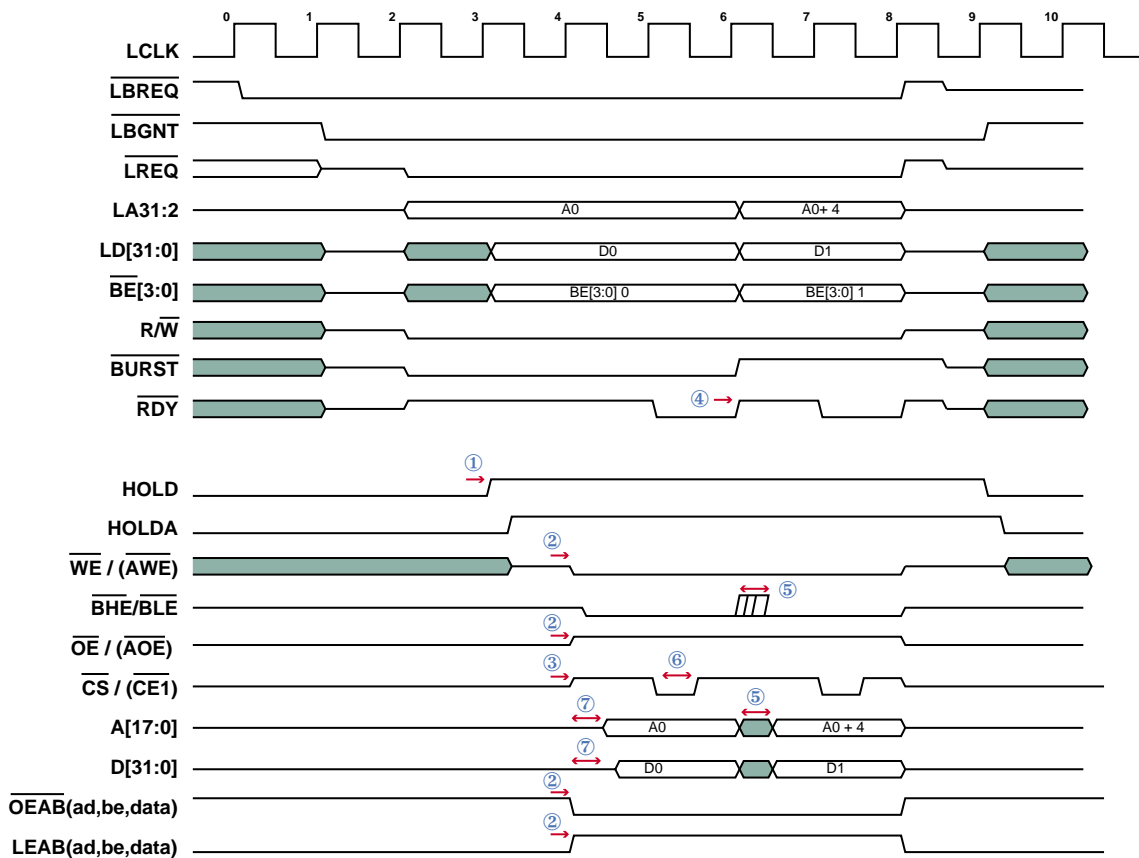 0 1 2 3 4 5 6 7 8 9 10
LCLK
LBREQ
LBGNT
LREQ
LA31:2 A0 A0+ 4
LD[31:0] D0 D1
BE[3:0] BE[3:0] 0 BE[3:0] 1
R/W
BURST
RDY ④
① 
HOLD
HOLDA
②
WE / (AWE)
BHE/BLE ⑤
②
OE / (AOE)
③ ⑥
CS / (CE1)
⑦ ⑤
A[17:0] A0 A0 + 4
⑦
D[31:0] D0 D1
②
OEAB(ad,be,data)
②
LEAB(ad,be,data)